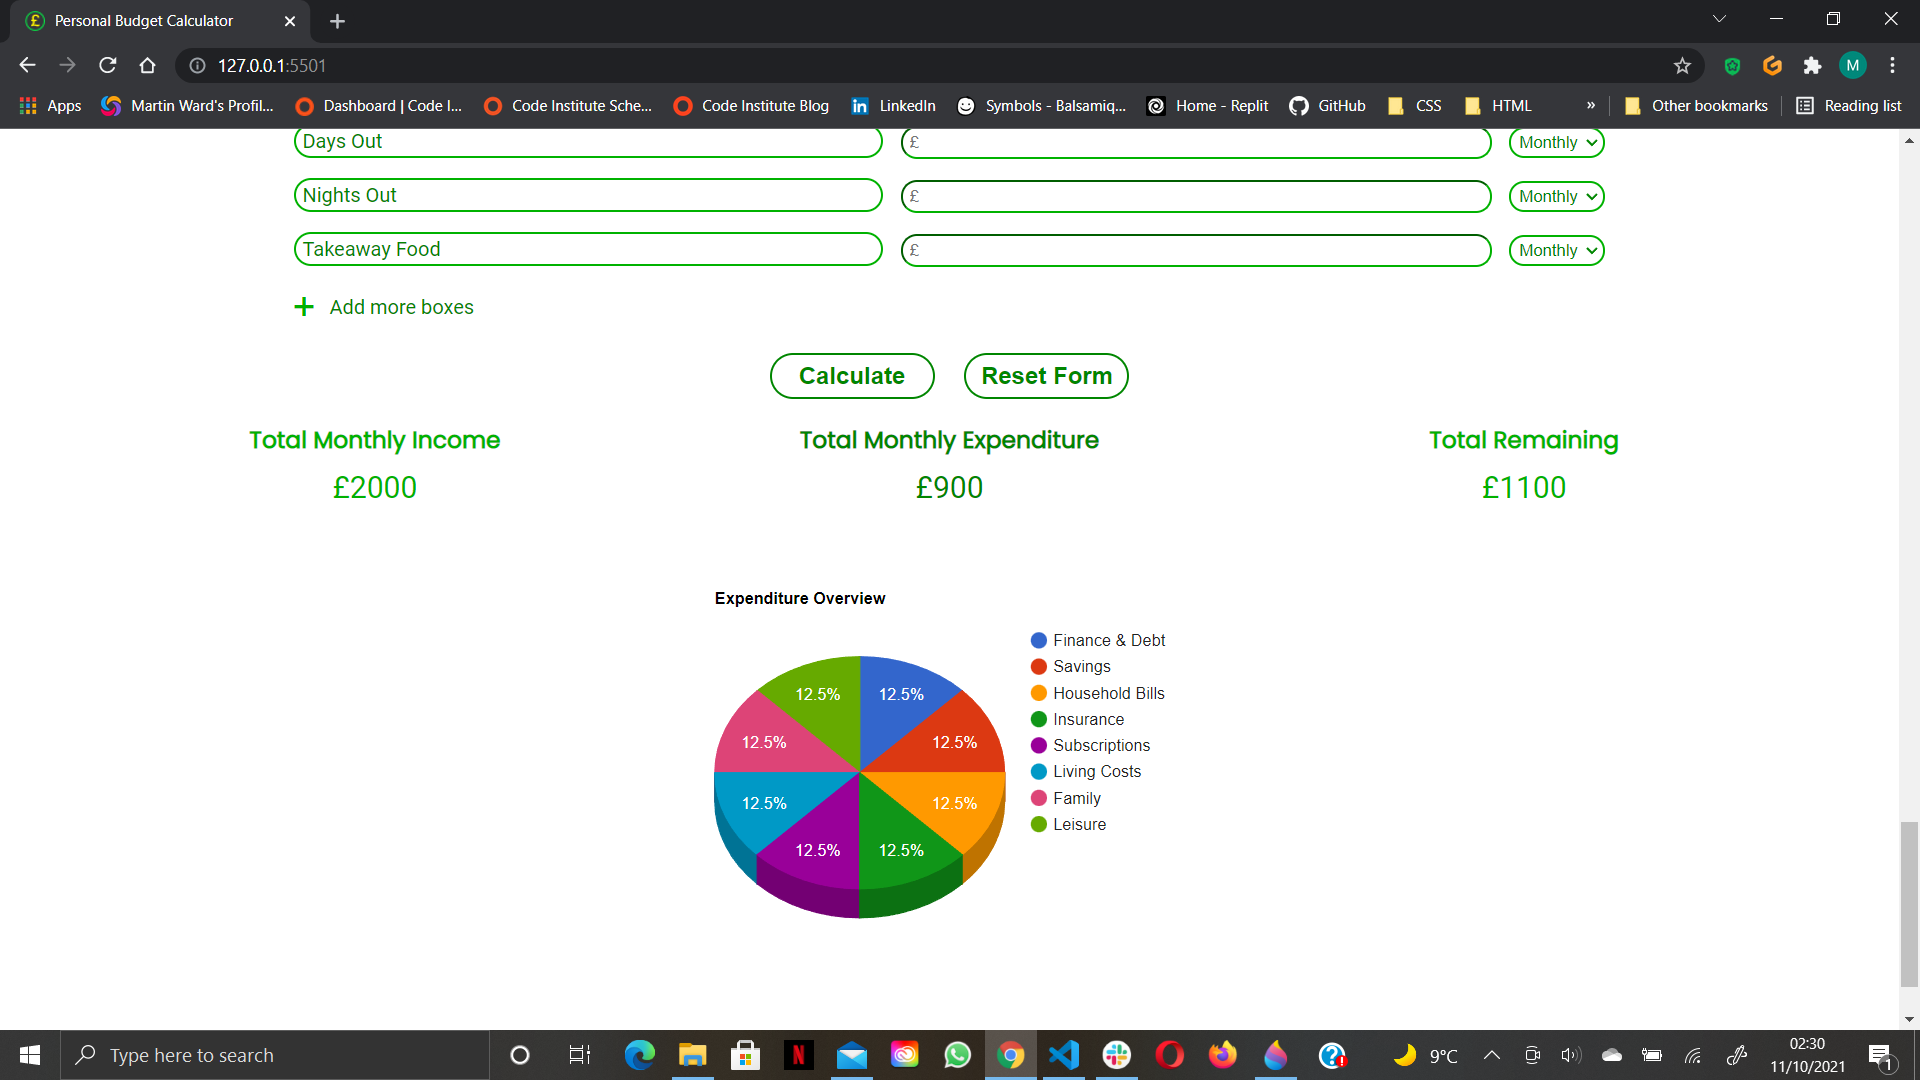 Personal Budget Calculator
127.0.0.1:5501
Apps Martin Ward's Profil... Dashboard | Code I... Code Institute Sche... Code Institute Blog LinkedIn Symbols - Balsamiq... Home - Replit GitHub CSS HTML » Other bookmarks Reading list
M
Days Out £ Monthly
Nights Out £ Monthly
Takeaway Food £ Monthly
+ Add more boxes
Calculate Reset Form
Total Monthly Income Total Monthly Expenditure Total Remaining
£2000 £900 £1100
Expenditure Overview
Finance & Debt
Savings
Household Bills
Insurance
Subscriptions
Living Costs
Family
Leisure
12.5% 12.5%
12.5% 12.5%
12.5% 12.5%
12.5% 12.5%
Type here to search
9°C
02:30
11/10/2021
1